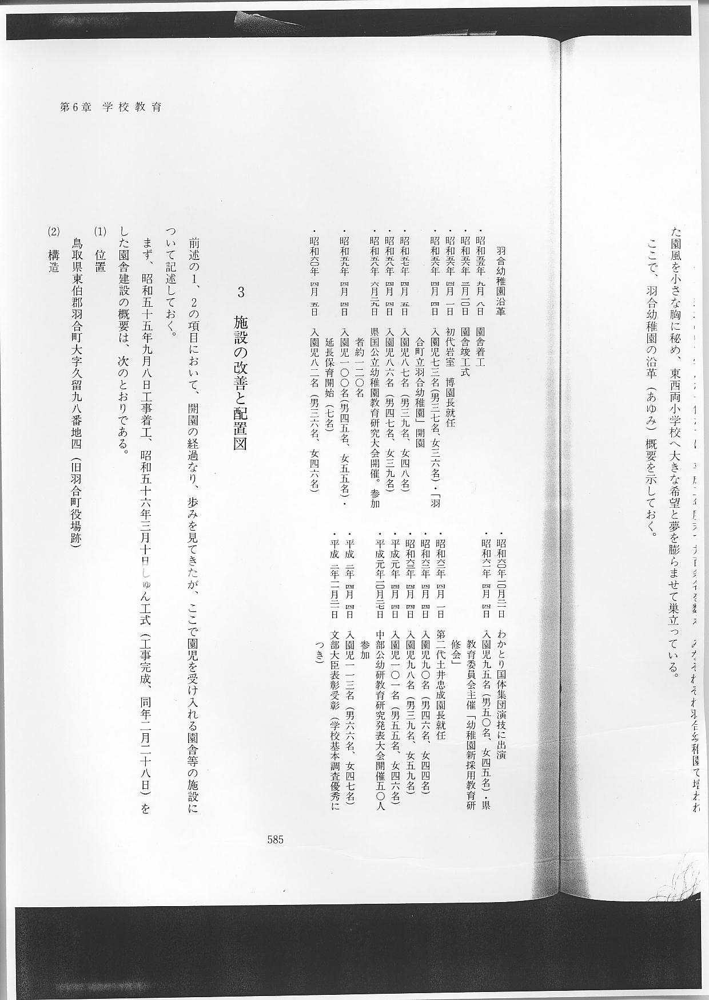 た園風を小さな胸に秘め、東西両小学校へ大きな希望と夢を膨らませて巣立っている。
ここで、羽合幼稚園の沿革(あゆみ)概要を示しておく。
第6章 学校教育
羽合幼稚園沿革
・昭和五五年 九月 八日 園舎着工
・昭和五六年 三月一〇日 園舎竣工式
・昭和五六年 四月 一日 初代岩室 博園長就任
・昭和五六年 四月 四日 入園児七三名(男三七名、女三六名)・「羽
合町立羽合幼稚園」開園
・昭和五七年 四月 五日 入園児八七名(男三九名、女四八名)
・昭和五八年 四月 四日 入園児八六名(男四七名、女三九名)
・昭和五八年 六月二九日 県国公立幼稚園教育研究大会開催。参加
者約一二〇名
・昭和五九年 四月 四日 入園児一〇〇名(男四五名、女五五名)・
延長保育開始(七名)
・昭和六〇年 四月 五日 入園児八二名(男三六名、女四六名)
・昭和六〇年一〇月二一日 わかとり国体集団演技に出演
・昭和六一年 四月 四日 入園児九五名(男五〇名、女四五名)・県
教育委員会主催「幼稚園新採用教育研
修会」
・昭和六二年 四月 一日 第二代土井忠成園長就任
・昭和六二年 四月 四日 入園児九〇名(男四六名、女四四名)
・昭和六三年 四月 四日 入園児九八名(男三九名、女五九名)
・平成元年 四月 四日 入園児一〇一名(男五五名、女四六名)
・平成元年一〇月二七日 中部公幼研教育研究発表大会開催五〇人
参加
・平成 二年 四月 四日 入園児一一三名(男六六名、女四七名)
・平成 二年一一月二一日 文部大臣表彰受彰(学校基本調査優秀に
つき)
3 施設の改善と配置図
前述の1、2の項目において、開園の経過なり、歩みを見てきたが、ここで園児を受け入れる園舎等の施設に
ついて記述しておく。
まず、昭和五十五年九月八日工事着工、昭和五十六年三月十日しゅん工式(工事完成、同年二月二十八日)を
した園舎建設の概要は、次のとおりである。
(1) 位置
鳥取県東伯郡羽合町大字久留九八番地四(旧羽合町役場跡)
(2) 構造
585